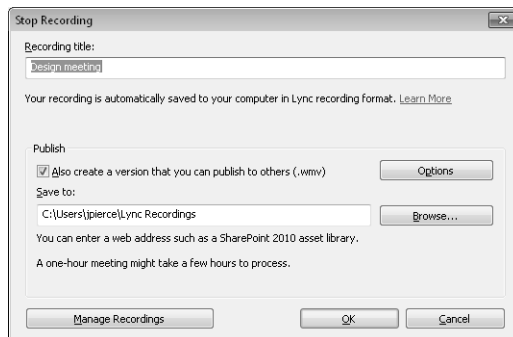 Stop Recording
Recording title:
Design meeting
Your recording is automatically saved to your computer in Lync recording format. Learn More
Publish
Also create a version that you can publish to others (.wmv)
Options
Save to:
C:\Users\jpierce\Lync Recordings
Browse...
You can enter a web address such as a SharePoint 2010 asset library.
A one-hour meeting might take a few hours to process.
Manage Recordings
OK
Cancel